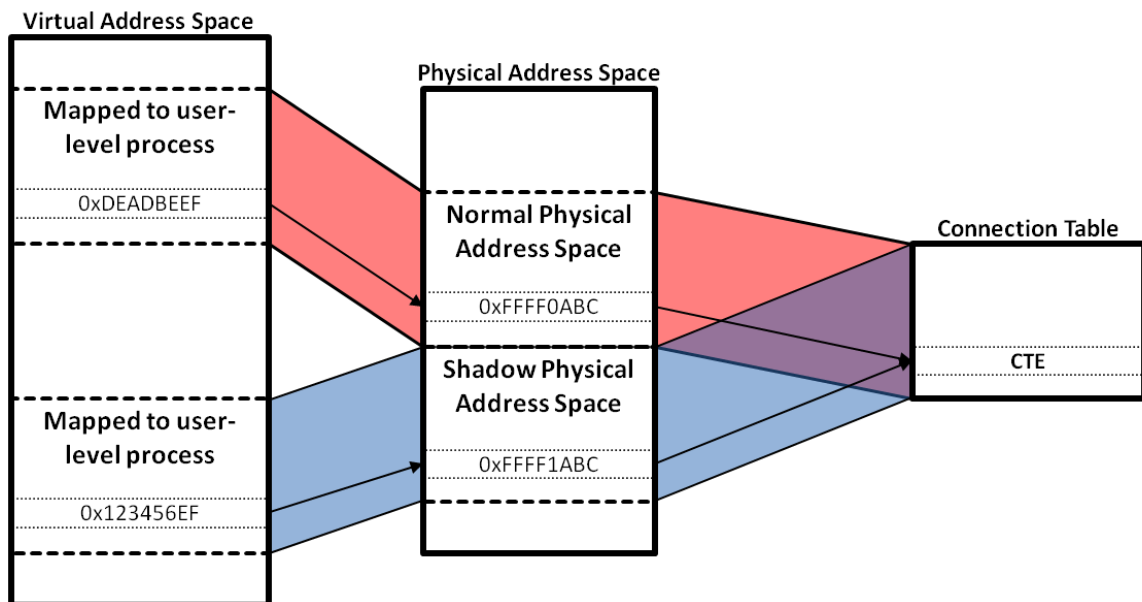 Virtual Address Space
Mapped to user-
level process
0xDEADBEEF
Mapped to user-
level process
0x123456EF
Physical Address Space
Normal Physical
Address Space
0xFFFF0ABC
Shadow Physical
Address Space
0xFFFF1ABC
Connection Table
CTE